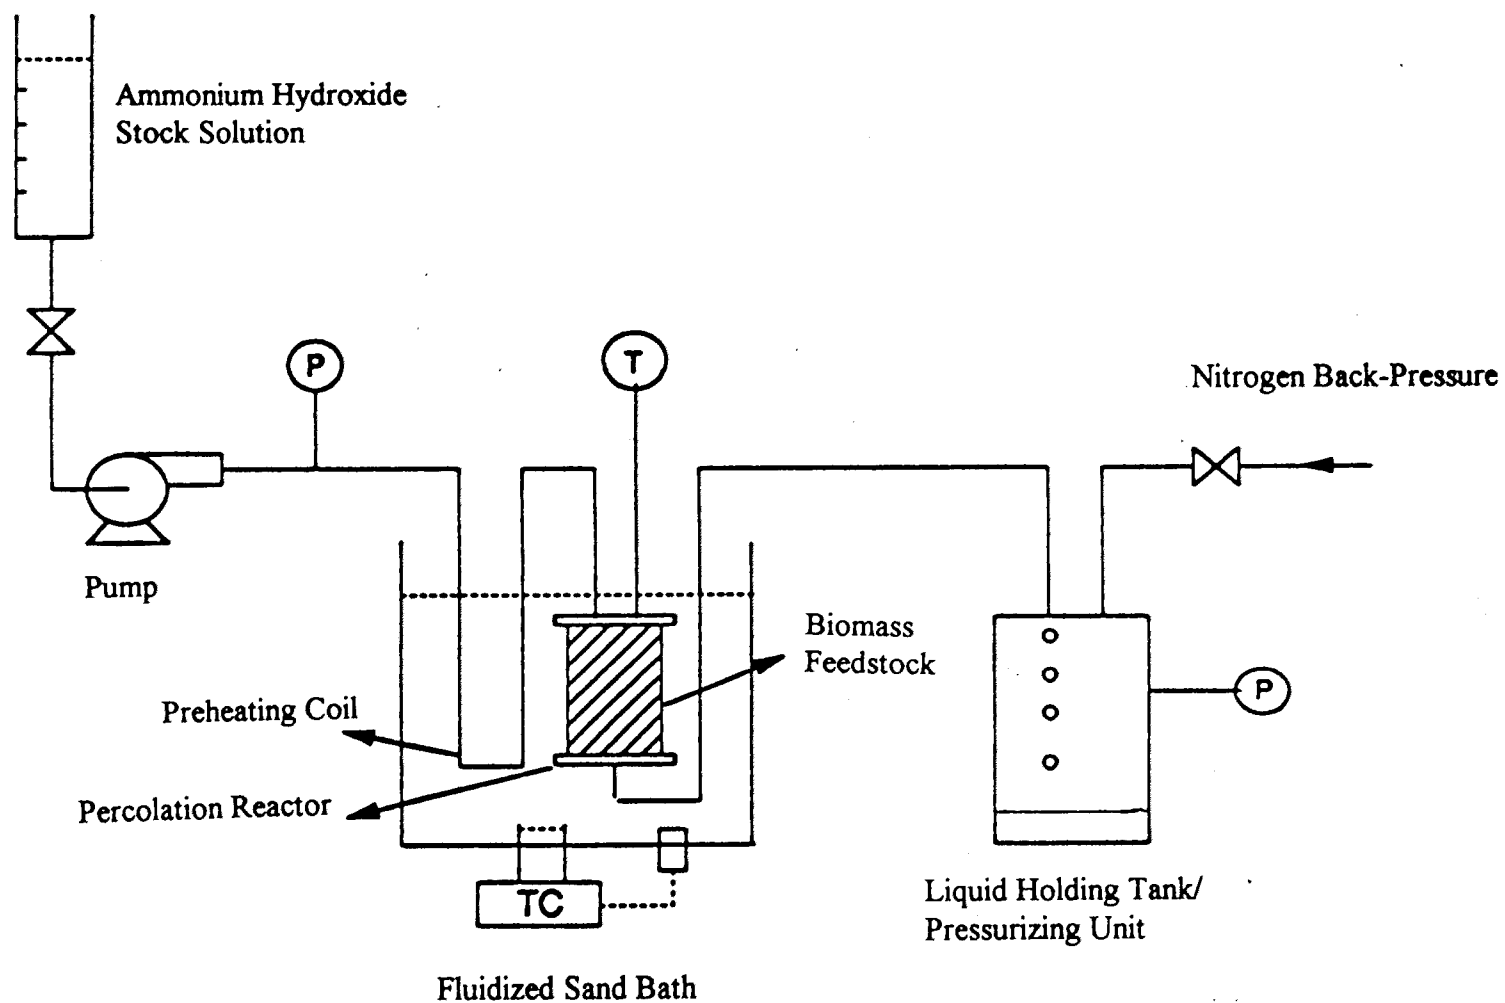 Ammonium Hydroxide
Stock Solution
P
T
Nitrogen Back-Pressure
Pump
Biomass
Feedstock
P
Preheating Coil
Percolation Reactor
TC
Liquid Holding Tank/
Pressurizing Unit
Fluidized Sand Bath